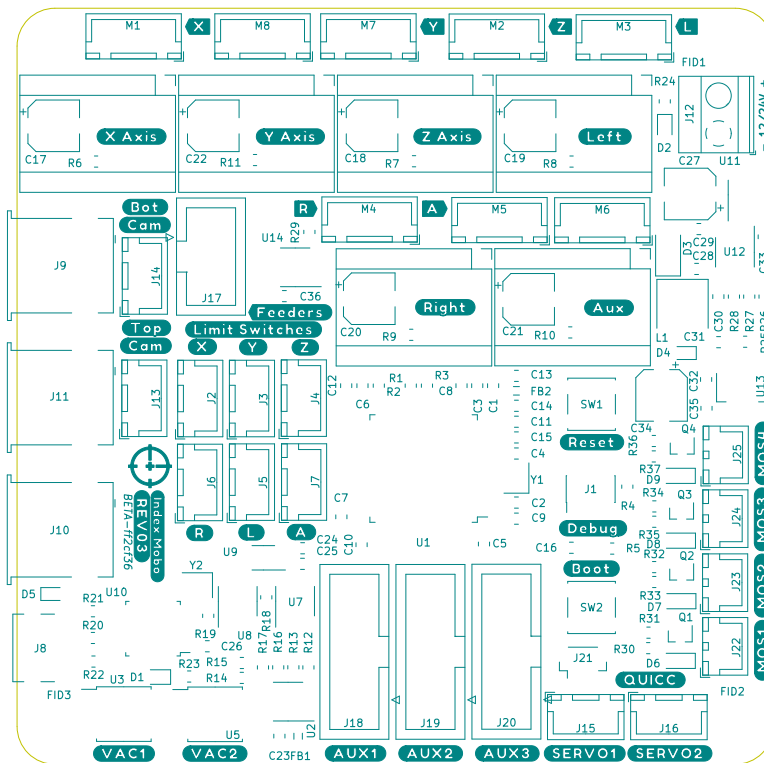 M1 X M8 M7 Y M2 Z M3 L
FID1
R24
J12
12/24V +
C17 R6 X Axis
C22 R11 Y Axis
C18 R7 Z Axis
C19 R8 Left
D2
C27 U11
Bot
Cam
J9
J14
J17
U14 R29
R M4 A M5 M6
D3 C29 C28 U12 C33
C36
Feeders
Limit Switches
Top
Cam
X Y Z
C20 R9 Right
C21 R10 Aux
L1 C31
C30 R28 R27 R26
R25
D4
J11
J13
J2 J3 J4
C12 R1 R2 R3 C8 C3 C1
C6
C13
FB2
C14
C11
C15
C4
SW1
Reset
C34
C32
C35
U13
R36
Q4
J25
MOS4
R37
D9
J10
Index Mobo
REV03
BETA-ff2cf36
J6 J5 J7
R L A
C7
Y1
C2
C9
J1
R4
Debug
R34
Q3
J24
MOS3
R35
D8
U9
C24
C25
C10
U1
C5
C16
R5
Boot
R32
Q2
J23
MOS2
R33
D7
Y2
D5
R21
U10
R20
R22
R19
U8
C26
R18
R17 R16 R13 R12
U7
SW2
R31
Q1
J22
MOS1
R30
D6
J8
FID3
U3 D1
R23 R15
R14
J21
QUICC
FID2
U5
U2
C23 FB1
J18 J19 J20
J15 J16
VAC1 VAC2 AUX1 AUX2 AUX3 SERVO1 SERVO2